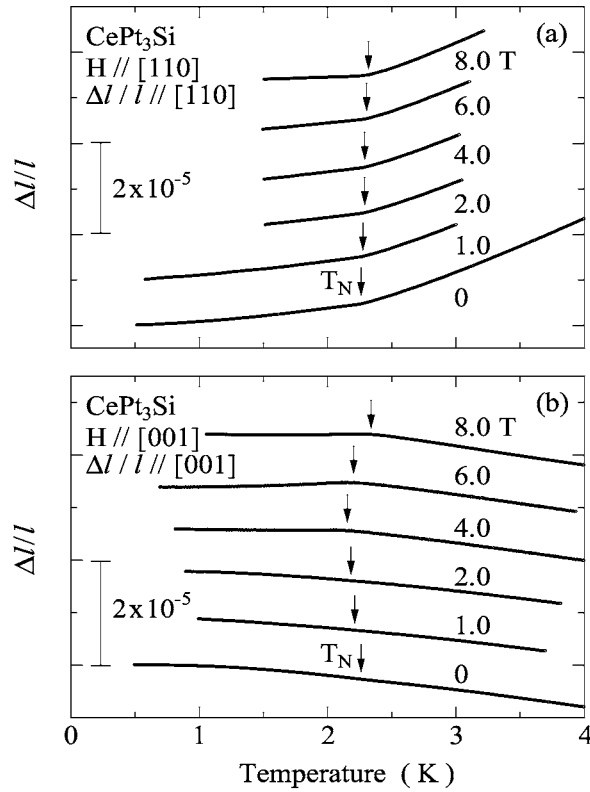 (a)
CePt₃Si
H // [110]
Δl / l // [110]
8.0 T
6.0
4.0
2.0
1.0
0
2x10⁻⁵
T_N
Δl/l
(b)
CePt₃Si
H // [001]
Δl / l // [001]
8.0 T
6.0
4.0
2.0
1.0
0
2x10⁻⁵
T_N
Δl/l
0 1 2 3 4
Temperature ( K )